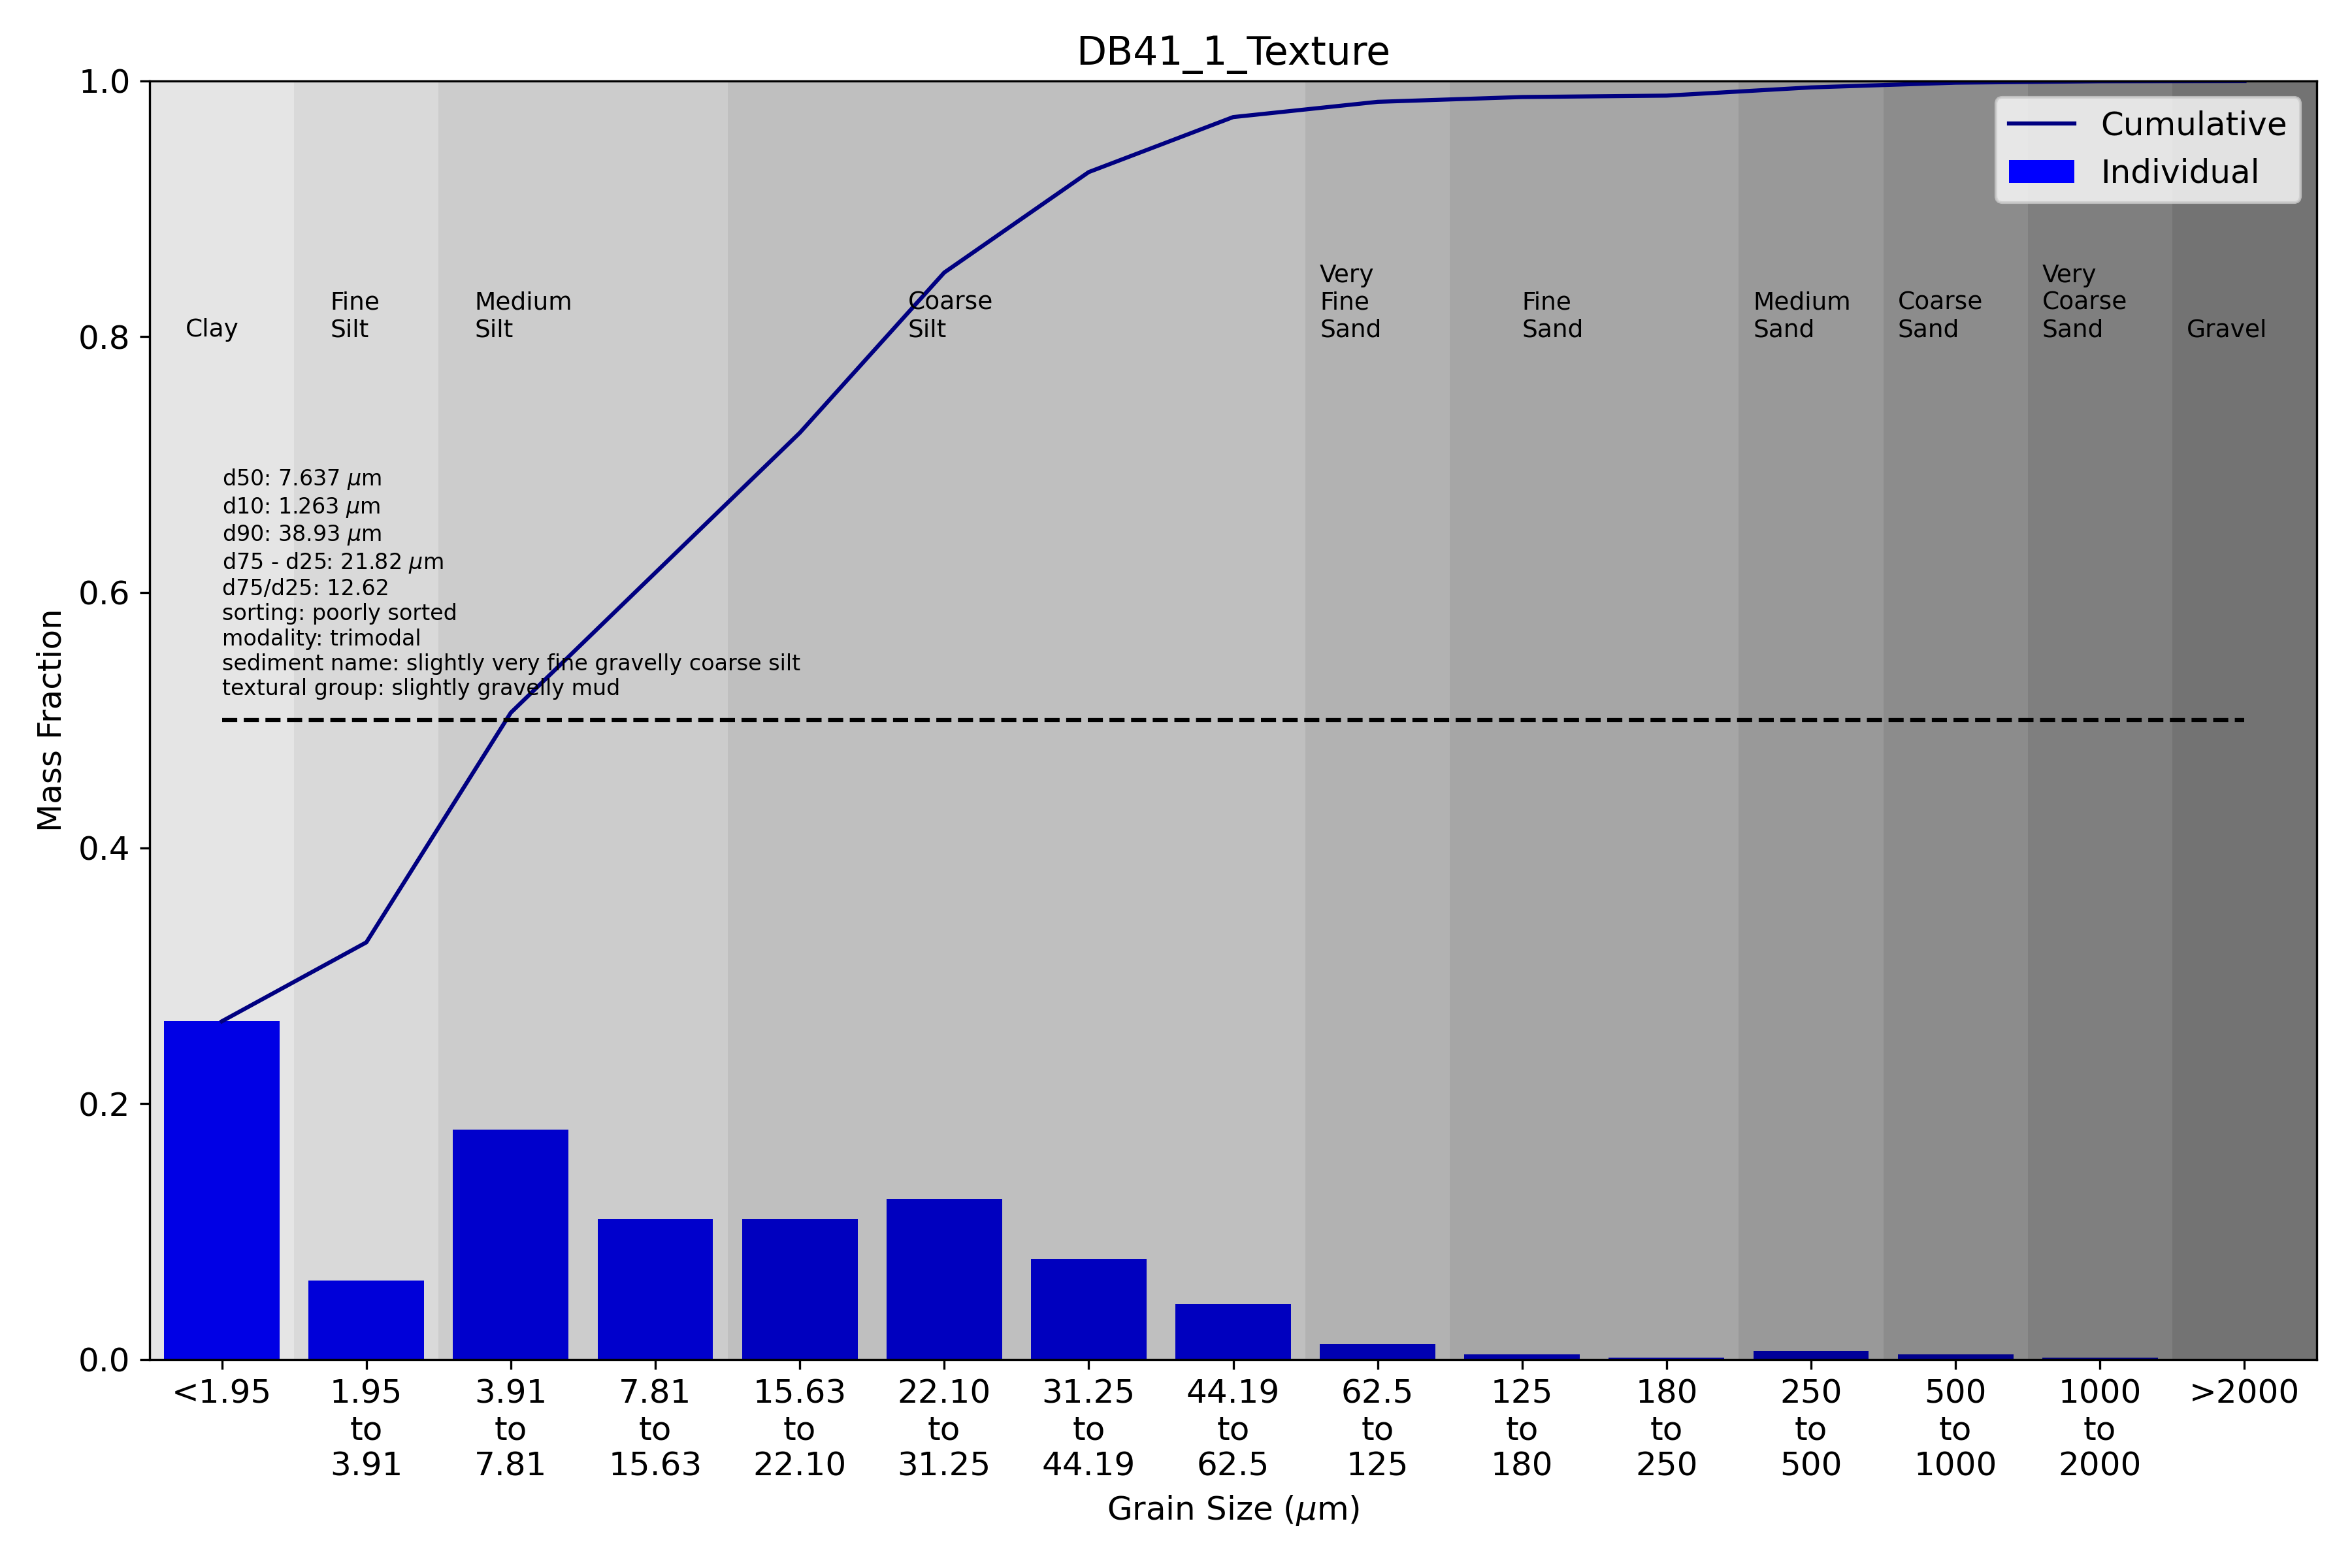 DB41_1_Texture
1.0
0.8
0.6
0.4
0.2
0.0
Mass Fraction
Cumulative
Individual
Clay
Fine
Silt
Medium
Silt
Coarse
Silt
Very
Fine
Sand
Fine
Sand
Medium
Sand
Coarse
Sand
Very
Coarse
Sand
Gravel
d50: 7.637 μm
d10: 1.263 μm
d90: 38.93 μm
d75 - d25: 21.82 μm
d75/d25: 12.62
sorting: poorly sorted
modality: trimodal
sediment name: slightly very fine gravelly coarse silt
textural group: slightly gravelly mud
<1.95
1.95
to
3.91
3.91
to
7.81
7.81
to
15.63
15.63
to
22.10
22.10
to
31.25
31.25
to
44.19
44.19
to
62.5
62.5
to
125
125
to
180
180
to
250
250
to
500
500
to
1000
1000
to
2000
>2000
Grain Size (μm)